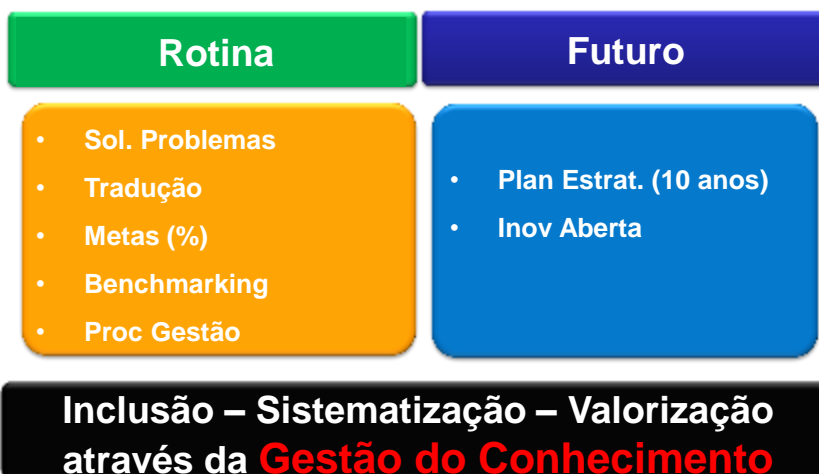 Rotina
Futuro
• Sol. Problemas
• Tradução
• Metas (%)
• Benchmarking
• Proc Gestão
• Plan Estrat. (10 anos)
• Inov Aberta
Inclusão – Sistematização – Valorização
através da Gestão do Conhecimento